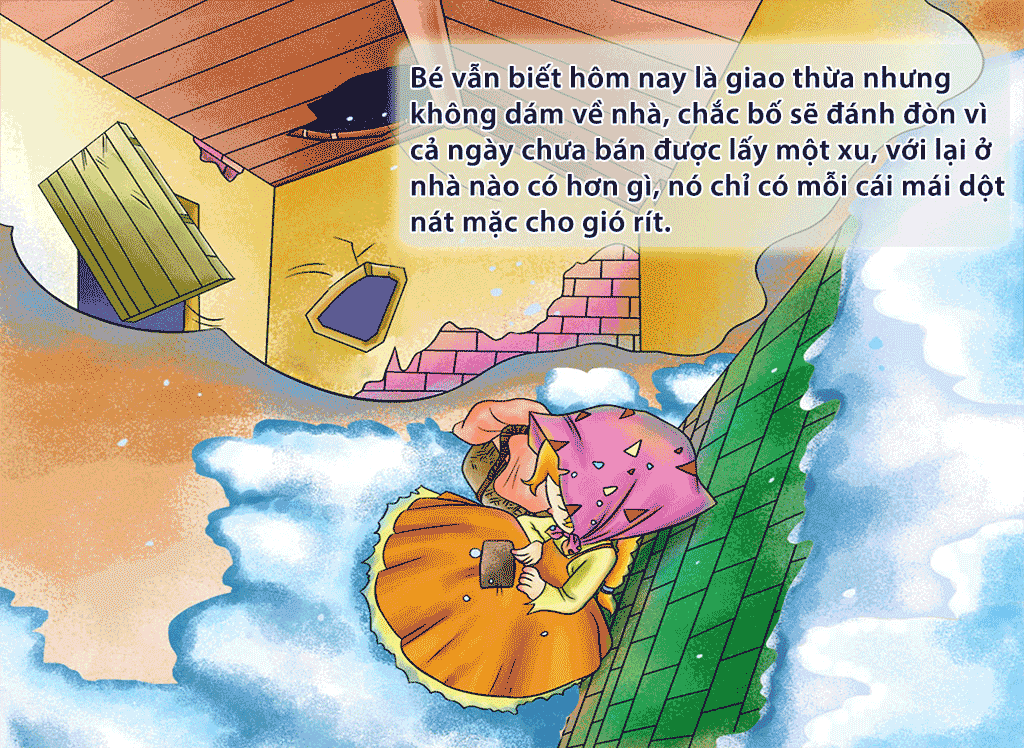 Bé vẫn biết hôm nay là giao thừa nhưng
không dám về nhà, chắc bố sẽ đánh đòn vì
cả ngày chưa bán được lấy một xu, với lại ở
nhà nào có hơn gì, nó chỉ có mỗi cái mái dột
nát mặc cho gió rít.